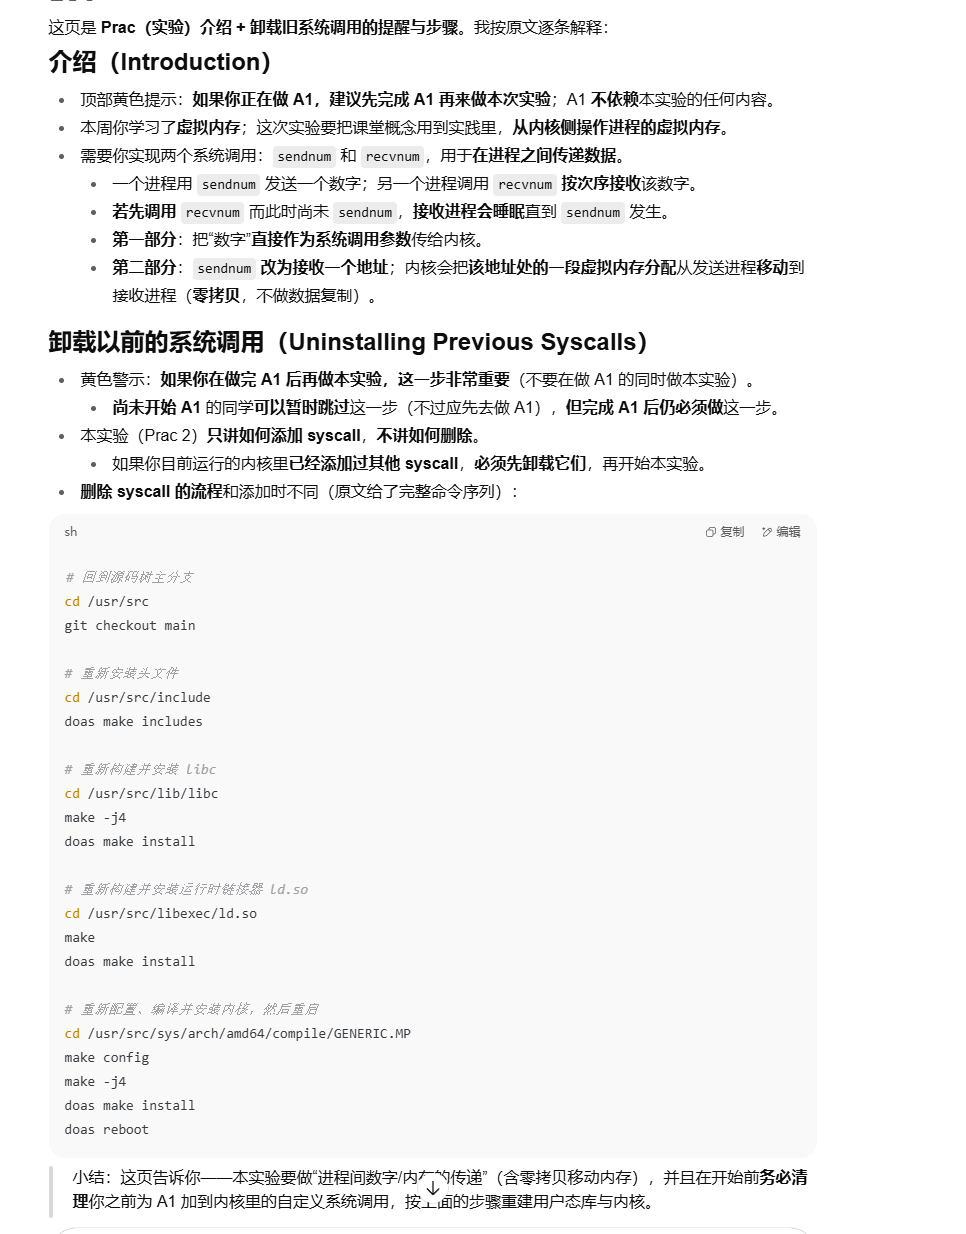 这页是 Prac（实验）介绍 + 卸载旧系统调用的提醒与步骤。我按原文逐条解释：
介绍（Introduction）
• 顶部黄色提示：如果你正在做 A1，建议先完成 A1 再来做本次实验；A1 不依赖本实验的任何内容。
• 本周你学习了虚拟内存；这次实验要把课堂概念用到实践里，从内核侧操作进程的虚拟内存。
• 需要你实现两个系统调用：sendnum 和 recvnum，用于在进程之间传递数据。
• 一个进程用 sendnum 发送一个数字；另一个进程调用 recvnum 按次序接收该数字。
• 若先调用 recvnum 而此时尚未 sendnum，接收进程会睡眠直到 sendnum 发生。
• 第一部分：把“数字”直接作为系统调用参数传给内核。
• 第二部分：sendnum 改为接收一个地址；内核会把该地址处的一段虚拟内存分配从发送进程移动到
接收进程（零拷贝，不做数据复制）。
卸载以前的系统调用（Uninstalling Previous Syscalls）
• 黄色警示：如果你在做完 A1 后再做本实验，这一步非常重要（不要在做 A1 的同时做本实验）。
• 尚未开始 A1 的同学可以暂时跳过这一步（不过应先去做 A1），但完成 A1 后仍必须做这一步。
• 本实验（Prac 2）只讲如何添加 syscall，不讲如何删除。
• 如果你目前运行的内核里已经添加过其他 syscall，必须先卸载它们，再开始本实验。
• 删除 syscall 的流程和添加时不同（原文给了完整命令序列）：
sh 复制 编辑
# 回到源码树主分支
cd /usr/src
git checkout main
# 重新安装头文件
cd /usr/src/include
doas make includes
# 重新构建并安装 libc
cd /usr/src/lib/libc
make -j4
doas make install
# 重新构建并安装运行时链接器 ld.so
cd /usr/src/libexec/ld.so
make
doas make install
# 重新配置、编译并安装内核，然后重启
cd /usr/src/sys/arch/amd64/compile/GENERIC.MP
make config
make -j4
doas make install
doas reboot
小结：这页告诉你——本实验要做“进程间数字/内存的传递”（含零拷贝移动内存），并且在开始前务必清
理你之前为 A1 加到内核里的自定义系统调用，按上面的步骤重建用户态库与内核。